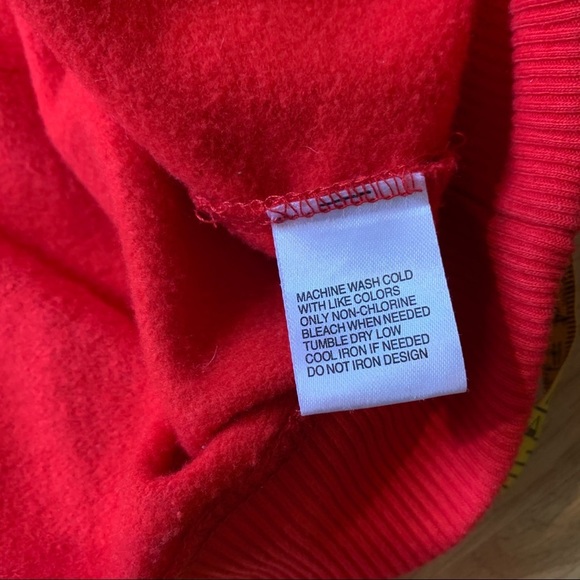 MACHINE WASH COLD
WITH LIKE COLORS
ONLY NON-CHLORINE
BLEACH WHEN NEEDED
TUMBLE DRY LOW
COOL IRON IF NEEDED
DO NOT IRON DESIGN